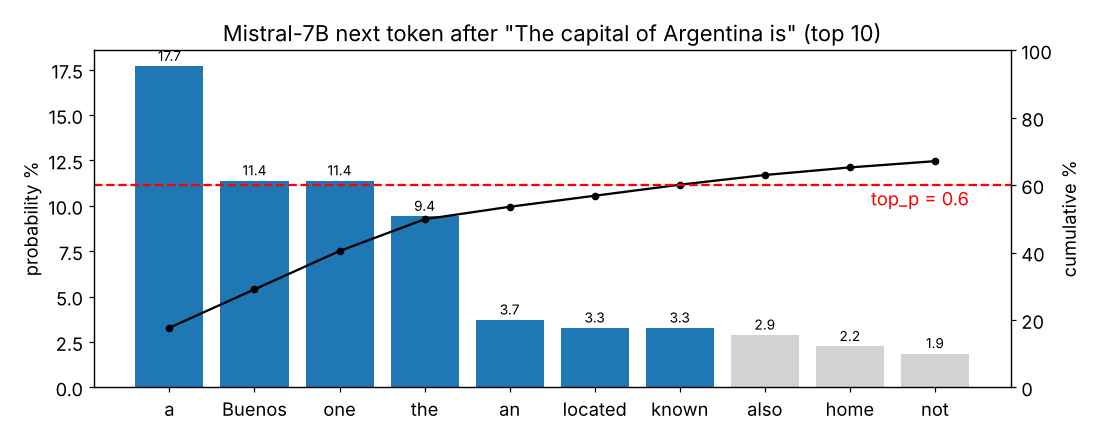 Mistral-7B next token after "The capital of Argentina is" (top 10)
probability %
17.5
15.0
12.5
10.0
7.5
5.0
2.5
0.0
17.7
11.4
11.4
9.4
3.7
3.3
3.3
2.9
2.2
1.9
top_p = 0.6
100
80
60
40
20
0
cumulative %
a
Buenos
one
the
an
located
known
also
home
not